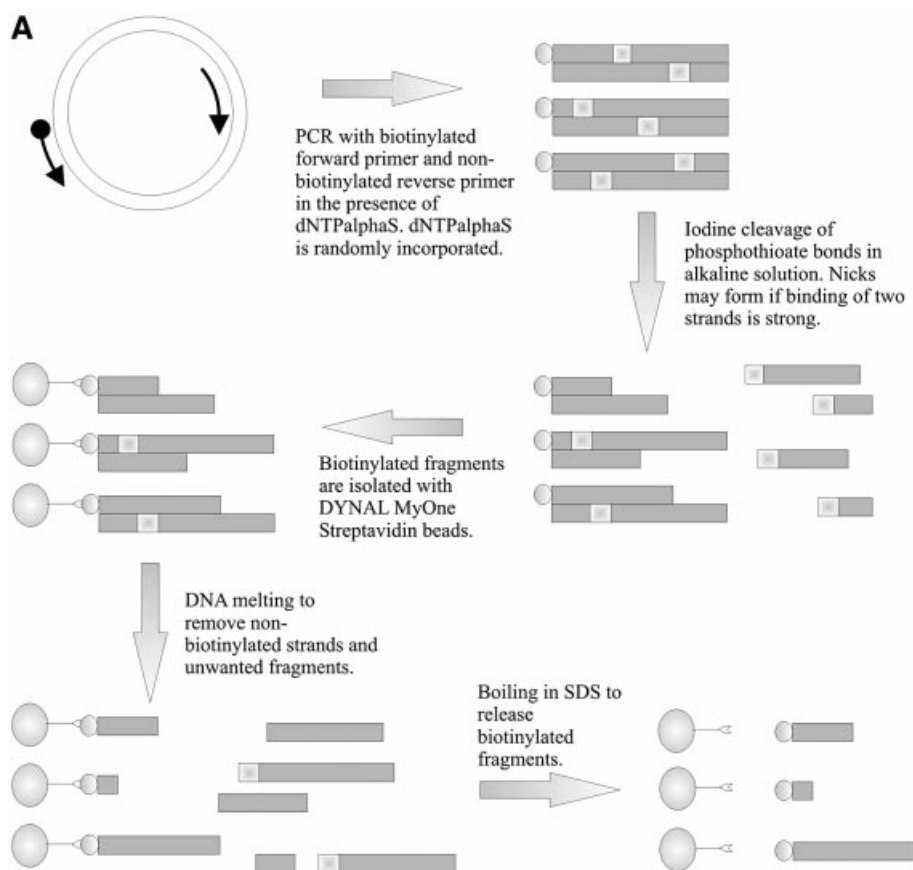 A
PCR with biotinylated
forward primer and non-
biotinylated reverse primer
in the presence of
dNTPalphaS. dNTPalphaS
is randomly incorporated.
Iodine cleavage of
phosphothioate bonds in
alkaline solution. Nicks
may form if binding of two
strands is strong.
Biotinylated fragments
are isolated with
DYNAL MyOne
Streptavidin beads.
DNA melting to
remove non-
biotinylated strands and
unwanted fragments.
Boiling in SDS to
release
biotinylated
fragments.